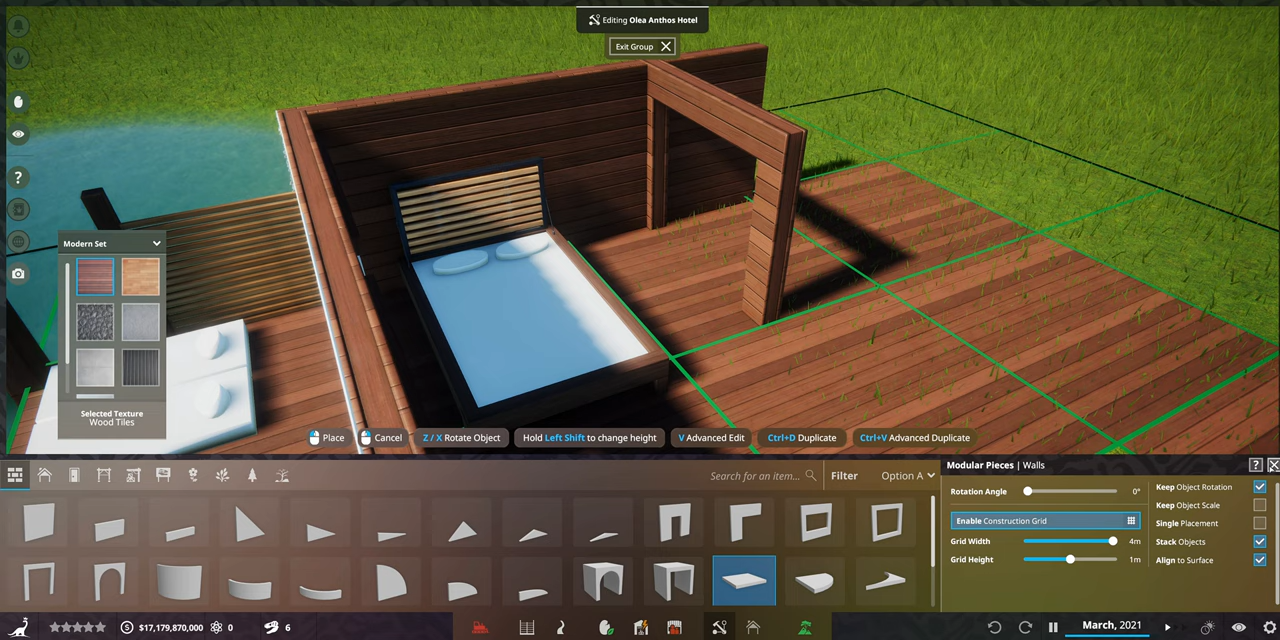 Editing Olea Anthos Hotel
Exit Group
Modern Set
Selected Texture
Wood Tiles
Place
Cancel
Z / X Rotate Object
Hold Left Shift to change height
V Advanced Edit
Ctrl+D Duplicate
Ctrl+V Advanced Duplicate
Search for an item...
Filter
Option A
Modular Pieces | Walls
?
Rotation Angle
0°
Enable Construction Grid
Grid Width
4m
Grid Height
1m
Keep Object Rotation
Keep Object Scale
Single Placement
Stack Objects
Align to Surface
?
$17,179,870,000
0
6
March, 2021